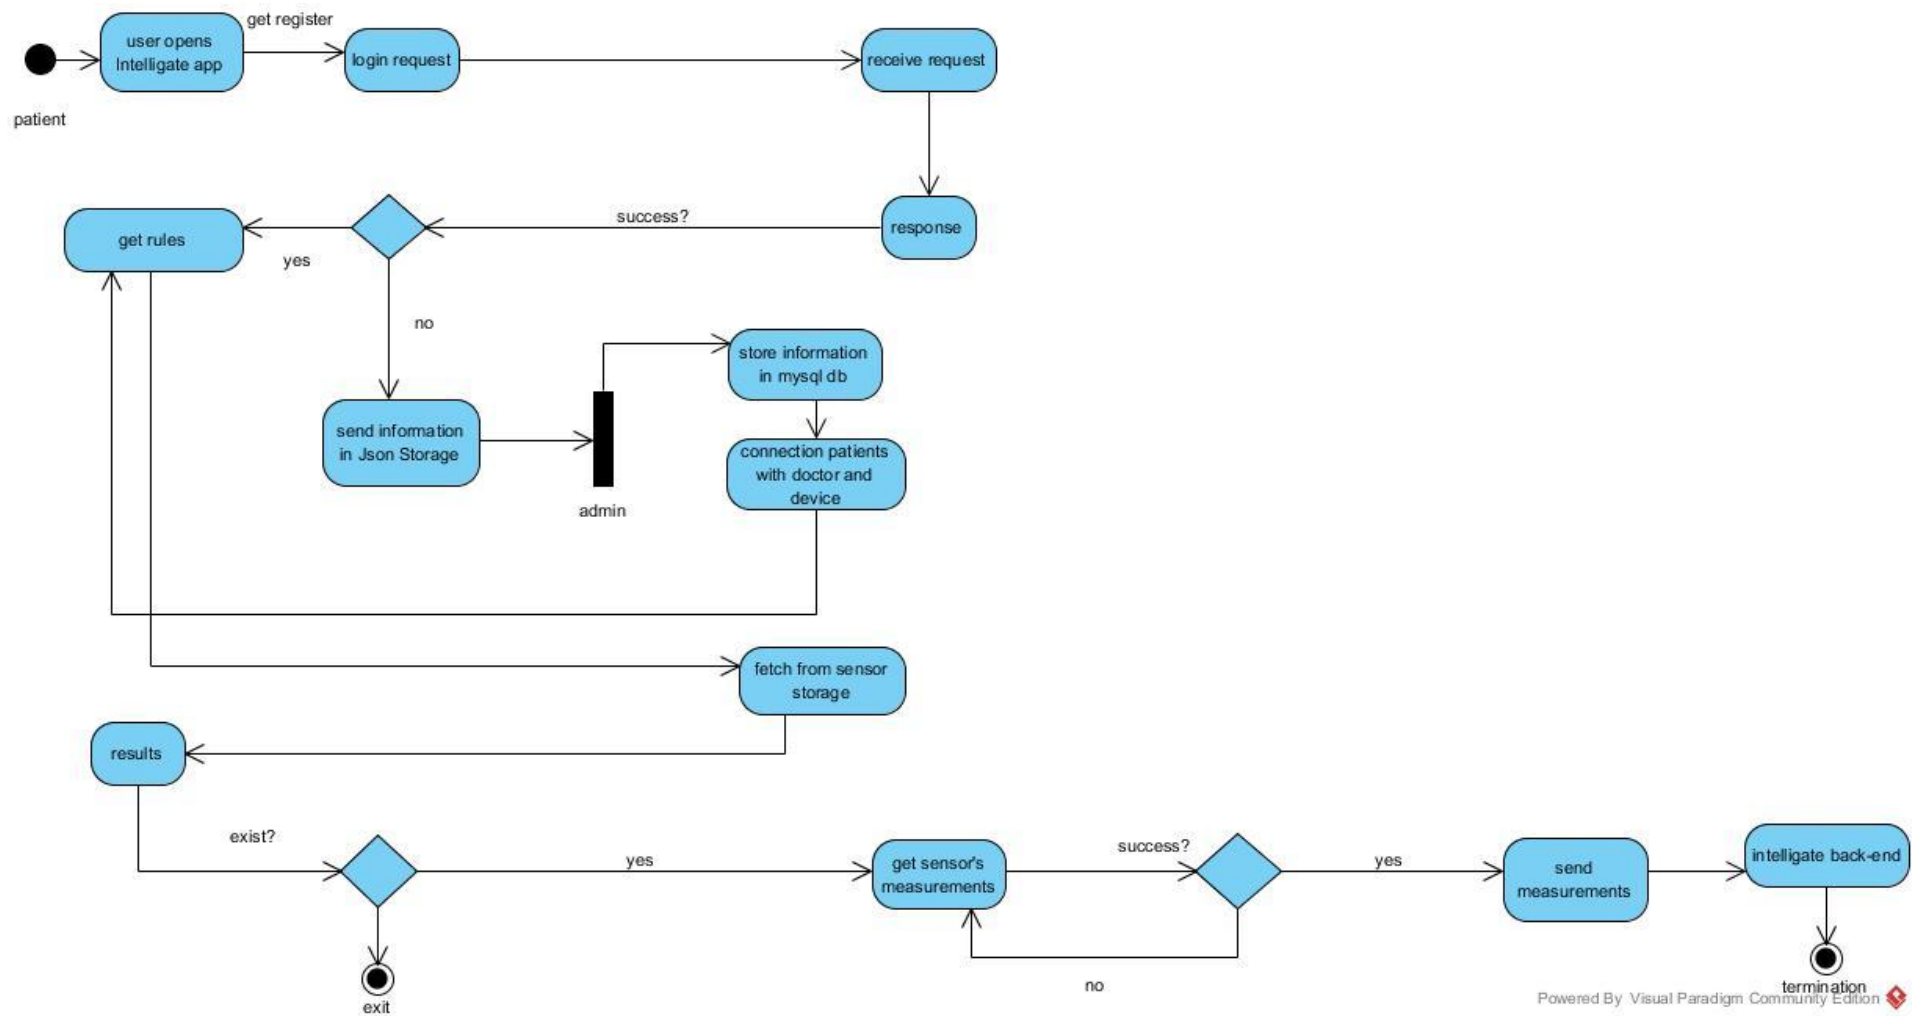 get register
user opens
Intelligate app
login request
receive request
patient
success?
response
get rules
yes
no
store information
in mysql db
send information
in Json Storage
connection patients
with doctor and
device
admin
fetch from sensor
storage
results
exist?
yes
get sensor's
measurements
success?
yes
send
measurements
intelligate back-end
no
exit
termination
Powered By Visual Paradigm Community Edition